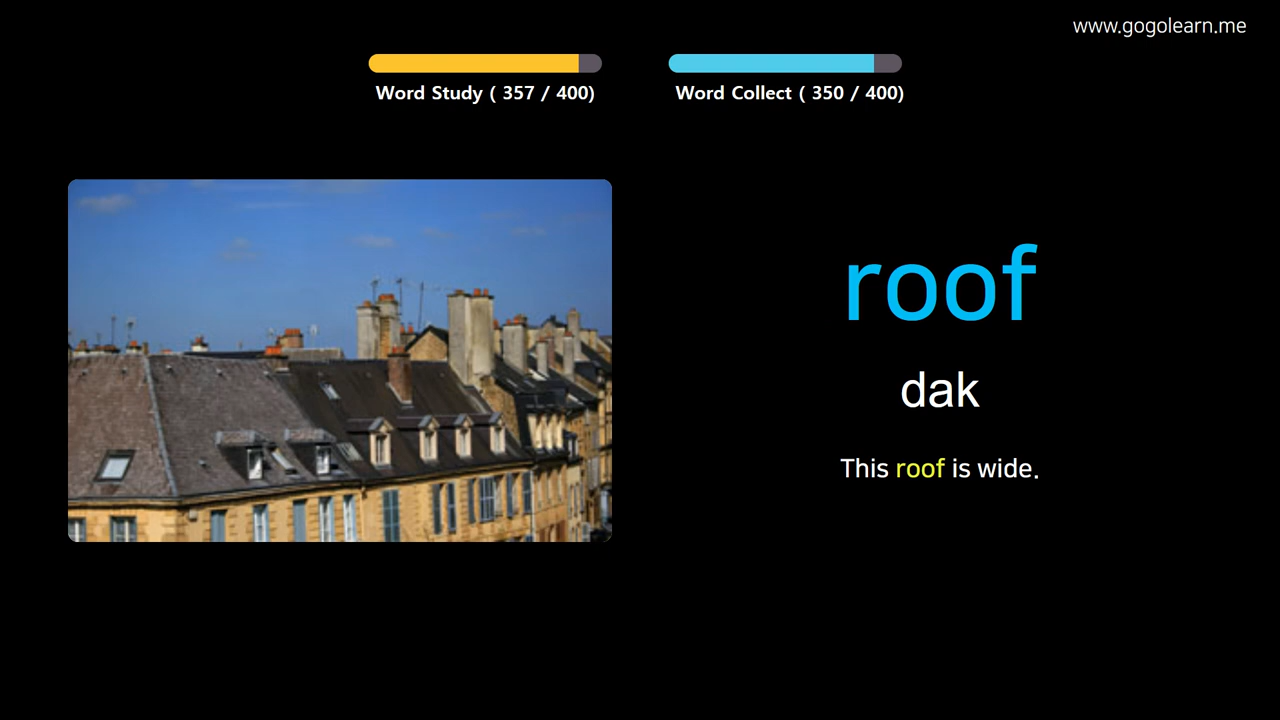 www.gogolearn.me
Word Study ( 357 / 400)
Word Collect ( 350 / 400)
roof
dak
This roof is wide.